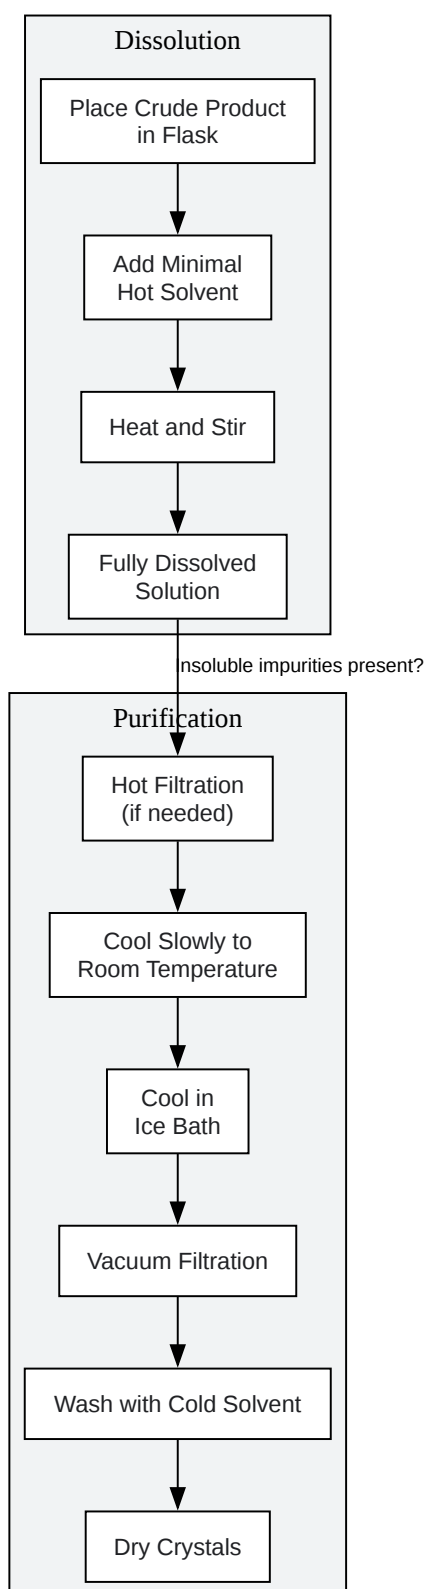 Dissolution
Place Crude Product
in Flask
Add Minimal
Hot Solvent
Heat and Stir
Fully Dissolved
Solution
Insoluble impurities present?
Purification
Hot Filtration
(if needed)
Cool Slowly to
Room Temperature
Cool in
Ice Bath
Vacuum Filtration
Wash with Cold Solvent
Dry Crystals